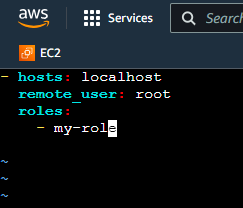 aws
Services
Search
EC2
- hosts: localhost
remote_user: root
roles:
- my-role
~
~
~